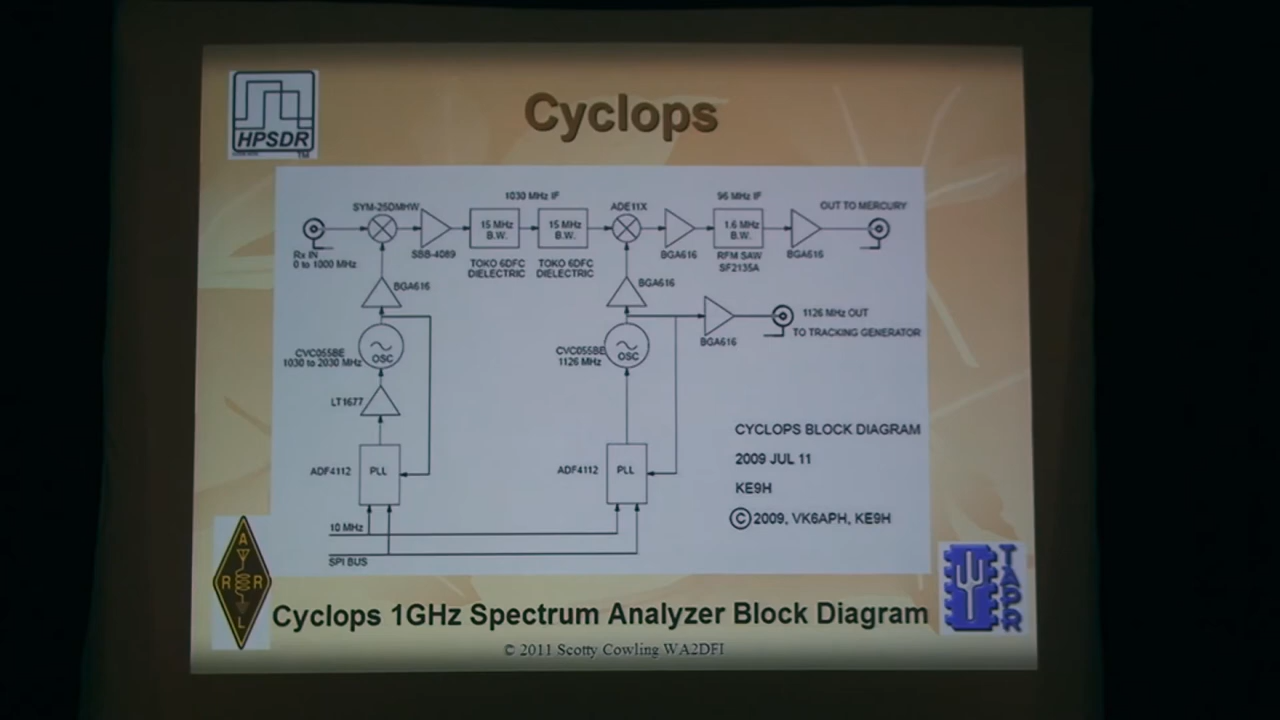 HPSDR
TM
Cyclops
1030 MHz IF
96 MHz IF
SYM-25DMHW
ADE11X
OUT TO MERCURY
15 MHz
B.W.
15 MHz
B.W.
1.6 MHz
B.W.
Rx IN
0 to 1000 MHz
SBB-4089
TOKO 6DFC
DIELECTRIC
TOKO 6DFC
DIELECTRIC
BGA616
RFM SAW
SF2135A
BGA616
BGA616
BGA616
1126 MHz OUT
TO TRACKING GENERATOR
BGA616
CVC055BE
1030 to 2030 MHz
OSC
CVC055BE
1126 MHz
OSC
LT1677
ADF4112
PLL
ADF4112
PLL
CYCLOPS BLOCK DIAGRAM
2009 JUL 11
KE9H
©2009, VK6APH, KE9H
10 MHz
SPI BUS
A
R R
L
TAPR
Cyclops 1GHz Spectrum Analyzer Block Diagram
© 2011 Scotty Cowling WA2DFI